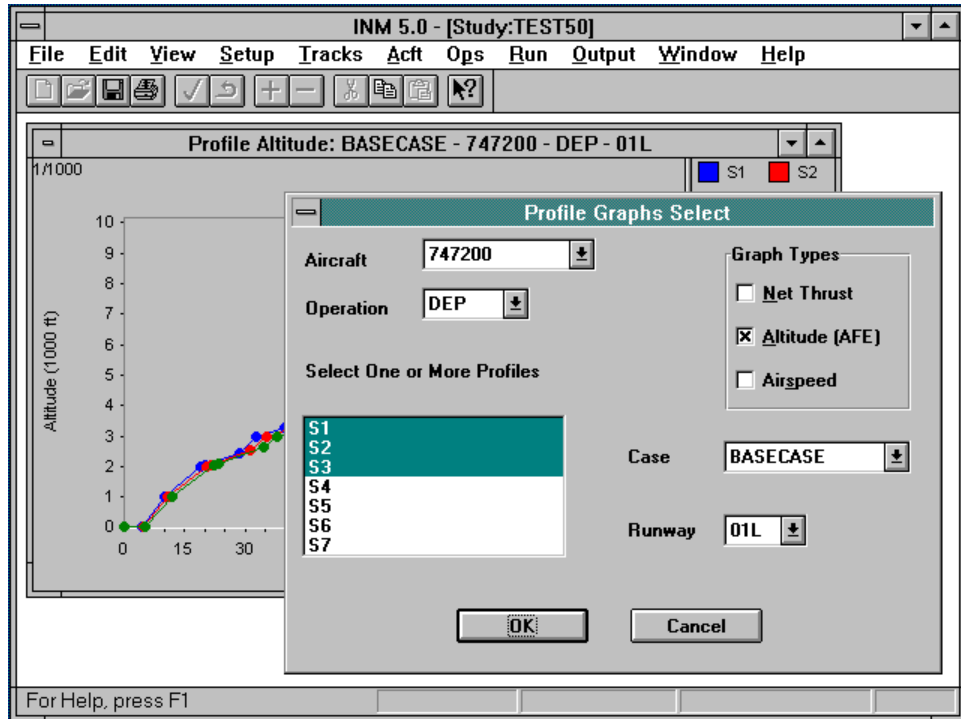 INM 5.0 - [Study:TEST50]
File Edit View Setup Tracks Acft Ops Run Output Window Help
Profile Altitude: BASECASE - 747200 - DEP - 01L
1/1000
S1 S2
Altitude (1000 ft)
10
9
8
7
6
5
4
3
2
1
0
0 15 30
Profile Graphs Select
Aircraft 747200
Operation DEP
Select One or More Profiles
S1
S2
S3
S4
S5
S6
S7
Graph Types
Net Thrust
Altitude (AFE)
Airspeed
Case BASECASE
Runway 01L
OK Cancel
For Help, press F1